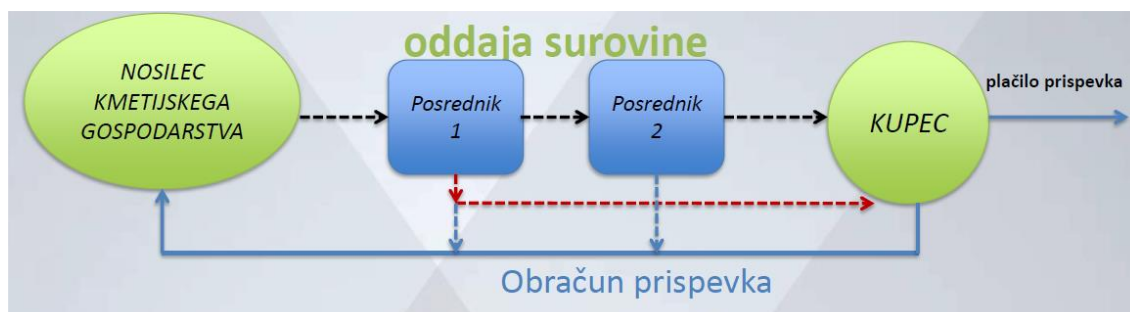 oddaja surovine
NOSILEC
KMETIJSKEGA
GOSPODARSTVA
Posrednik
1
Posrednik
2
KUPEC
plačilo prispevka
Obračun prispevka